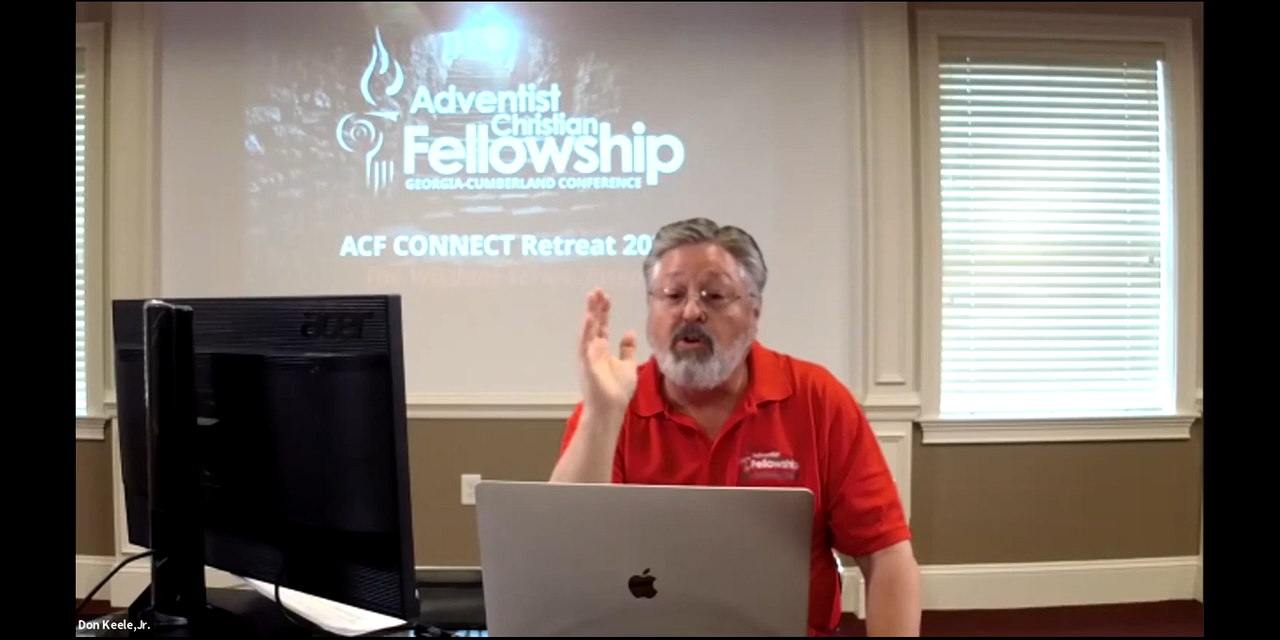 Adventist
Christian
Fellowship
GEORGIA-CUMBERLAND CONFERENCE
ACF CONNECT Retreat 20
acer
Fellowship
Don Keele,Jr.